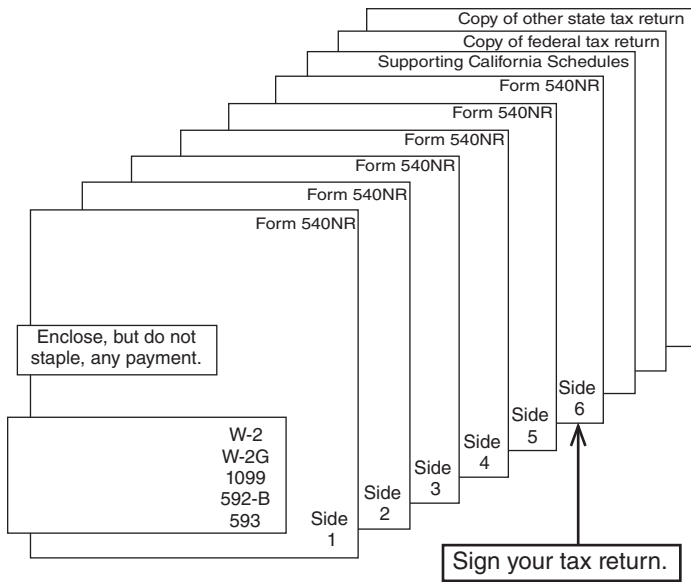 Copy of other state tax return
Copy of federal tax return
Supporting California Schedules
Form 540NR
Form 540NR
Form 540NR
Form 540NR
Form 540NR
Form 540NR
Enclose, but do not
staple, any payment.
W-2
W-2G
1099
592-B
593
Side
1
Side
2
Side
3
Side
4
Side
5
Side
6
Sign your tax return.